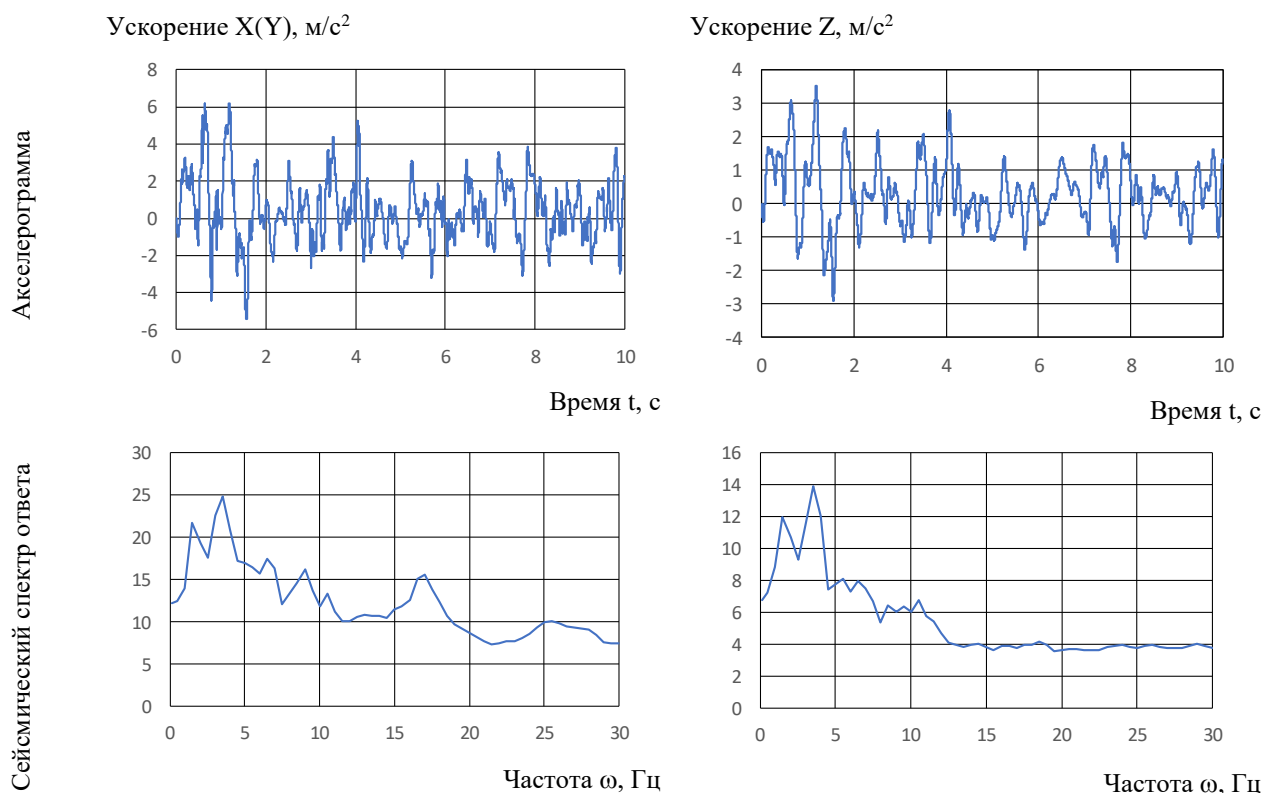 Ускорение X(Y), м/с²
Ускорение Z, м/с²
Акселерограмма
8
6
4
2
0
-2
-4
-6
0 2 4 6 8 10
Время t, с
4
3
2
1
0
-1
-2
-3
-4
0 2 4 6 8 10
Время t, с
Сейсмический спектр ответа
30
25
20
15
10
5
0
0 5 10 15 20 25 30
Частота ω, Гц
16
14
12
10
8
6
4
2
0
0 5 10 15 20 25 30
Частота ω, Гц